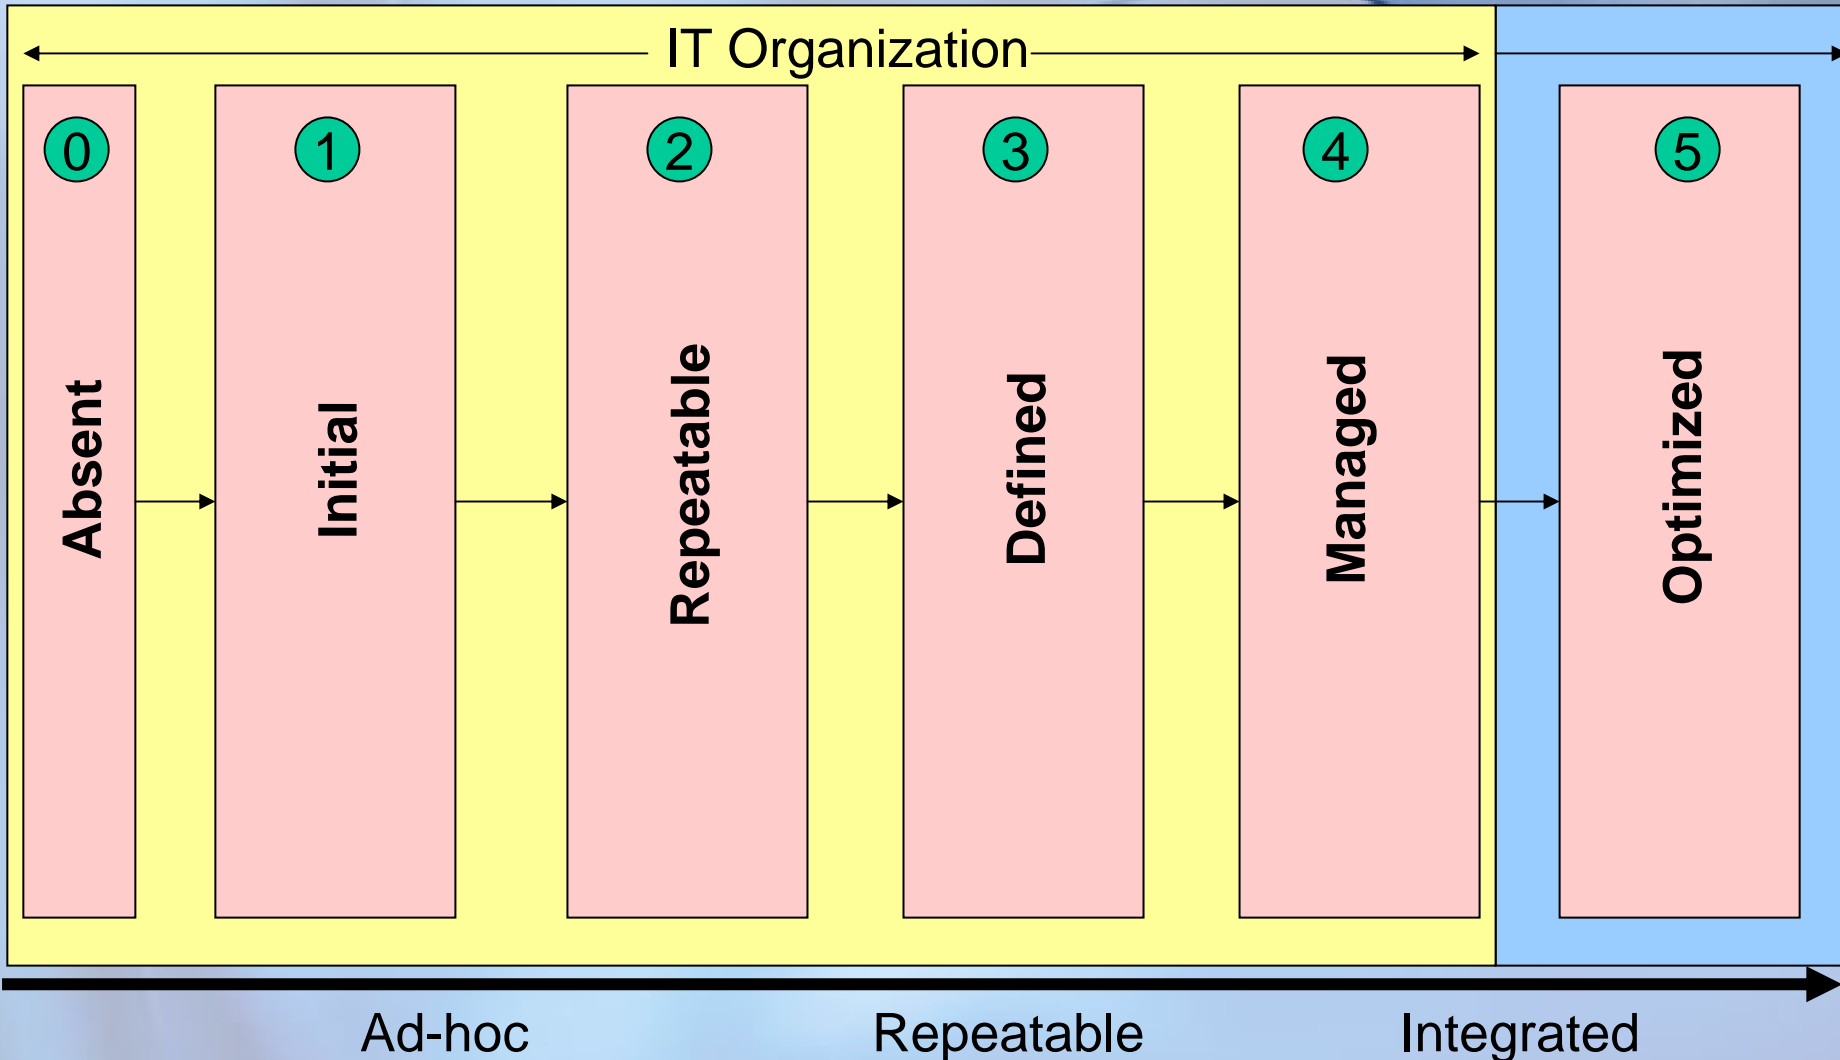 IT Organization
0
1
2
3
4
5
Absent
Initial
Repeatable
Defined
Managed
Optimized
Ad-hoc
Repeatable
Integrated